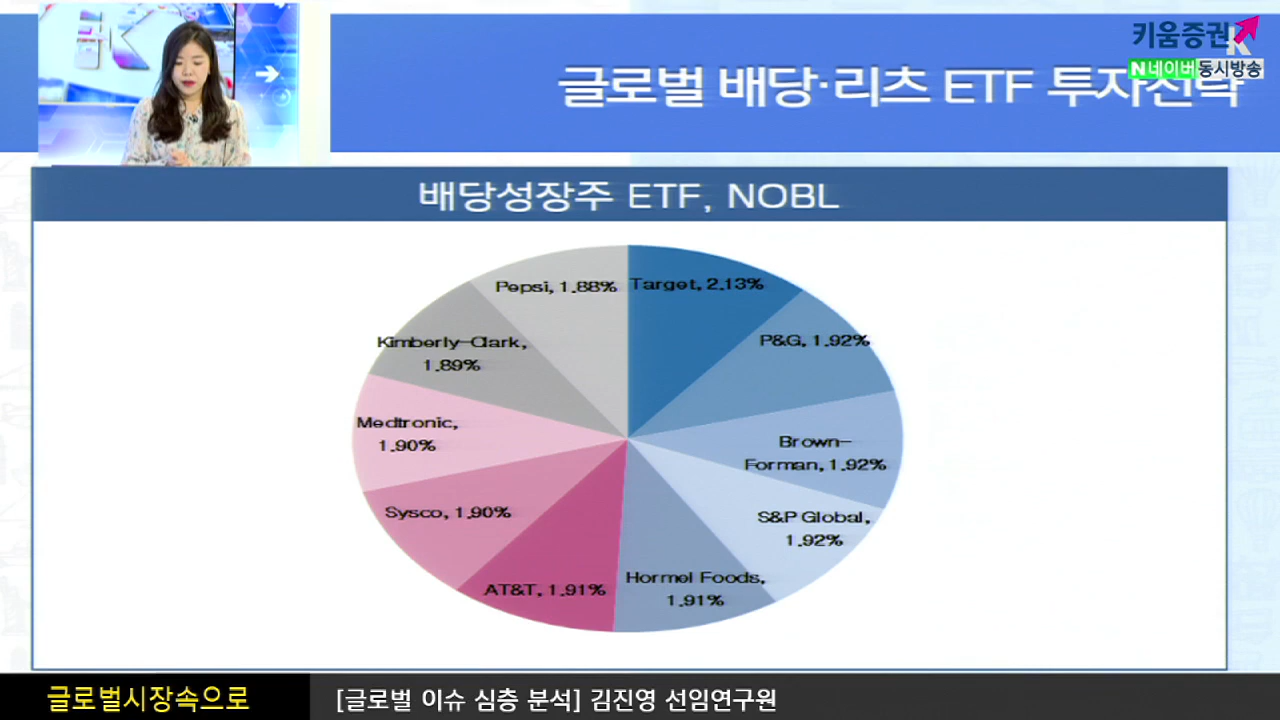 키움증권
K
N 네이버 동시방송
글로벌 배당·리츠 ETF 투자전략
배당성장주 ETF, NOBL
Pepsi, 1.88%
Target, 2.13%
Kimberly-Clark,
1.89%
P&G, 1.92%
Medtronic,
1.90%
Brown-
Forman, 1.92%
Sysco, 1.90%
S&P Global,
1.92%
AT&T, 1.91%
Hormel Foods,
1.91%
글로벌시장속으로
[글로벌 이슈 심층 분석] 김진영 선임연구원